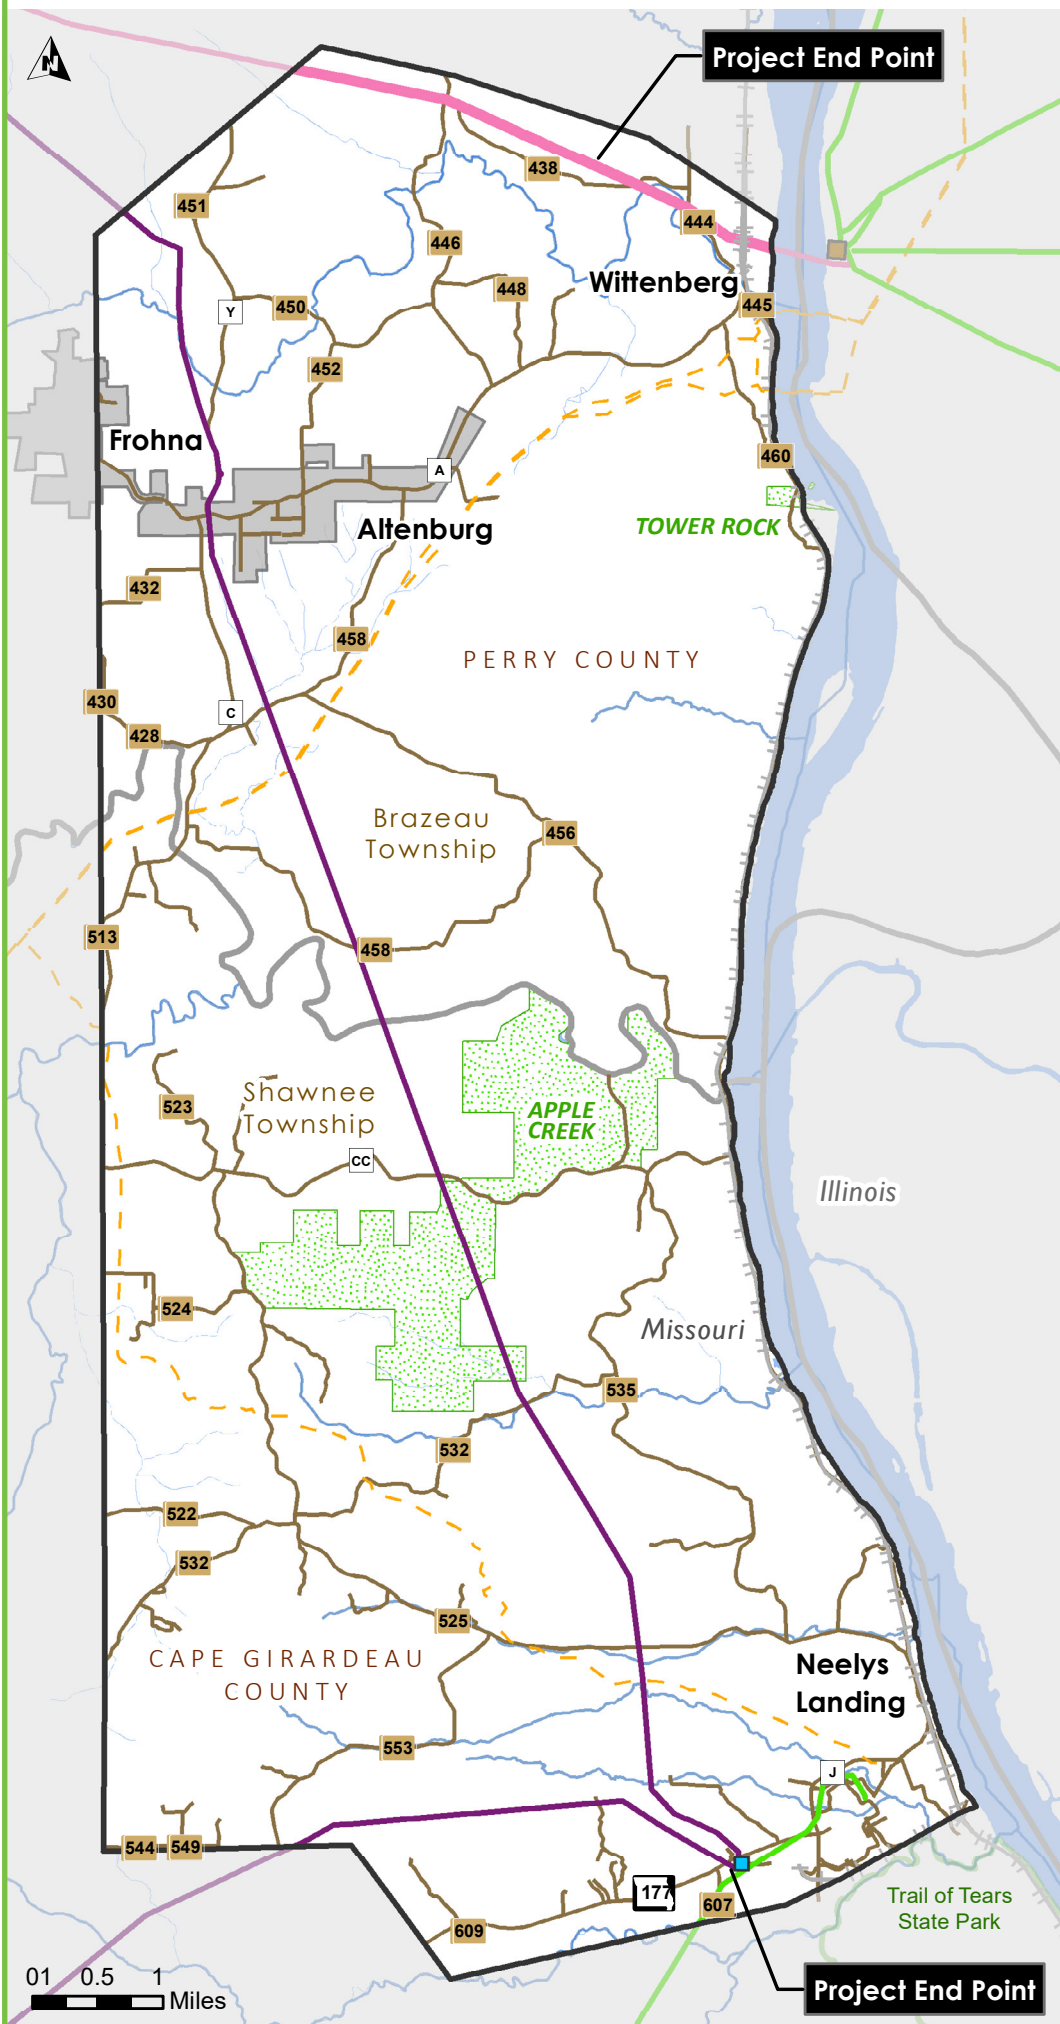 Project End Point
N
438
451
444
446
Wittenberg
448
445
450
Y
452
Frohna
460
A
TOWER ROCK
Altenburg
432
458
PERRY COUNTY
430
C
428
Brazeau
Township
456
513
458
Shawnee
Township
523
APPLE
CREEK
CC
Illinois
524
Missouri
535
532
522
532
525
CAPE GIRARDEAU
COUNTY
Neelys
Landing
553
J
544
549
177
607
Trail of Tears
State Park
609
01 0.5 1
Miles
Project End Point